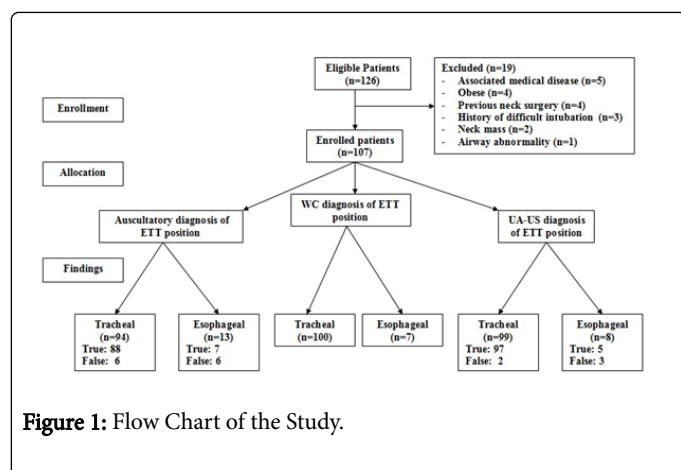 Eligible Patients
(n=126)
Excluded (n=19)
- Associated medical disease (n=5)
- Obese (n=4)
- Previous neck surgery (n=4)
- History of difficult intubation (n=3)
- Neck mass (n=2)
- Airway abnormality (n=1)
Enrollment
Enrolled patients
(n=107)
Allocation
Auscultatory diagnosis of
ETT position
WC diagnosis of ETT
position
UA-US diagnosis
of ETT position
Findings
Tracheal
(n=94)
True: 88
False: 6
Esophageal
(n=13)
True: 7
False: 6
Tracheal
(n=100)
Esophageal
(n=7)
Tracheal
(n=99)
True: 97
False: 2
Esophageal
(n=8)
True: 5
False: 3
Figure 1: Flow Chart of the Study.